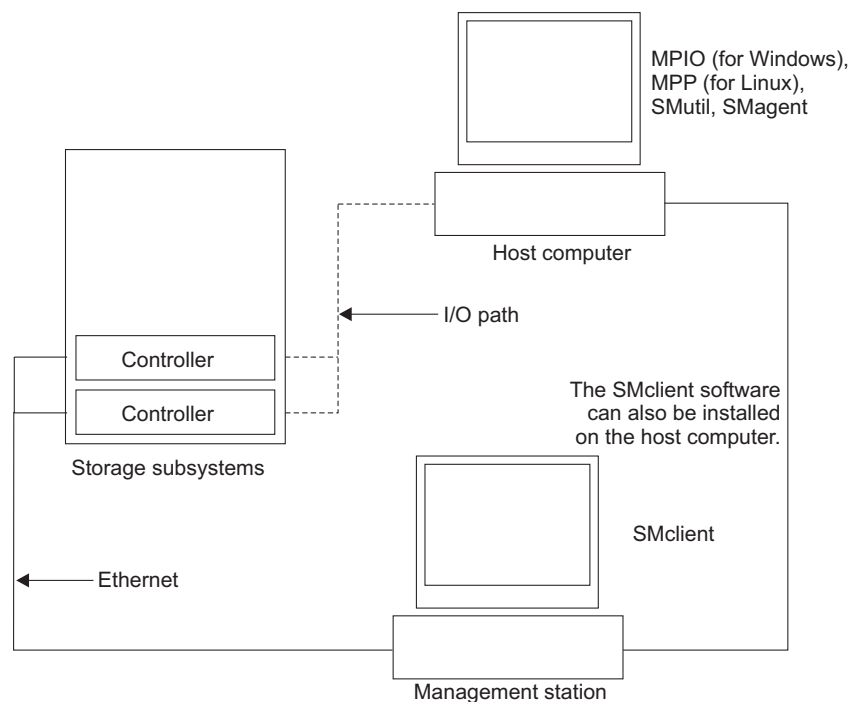 MPIO (for Windows),
MPP (for Linux),
SMutil, SMagent
Host computer
I/O path
Controller
Controller
Storage subsystems
The SMclient software
can also be installed
on the host computer.
SMclient
Ethernet
Management station